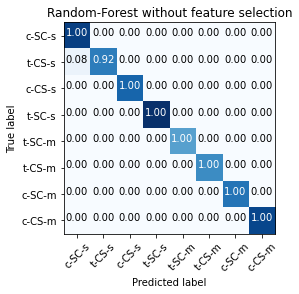 Random-Forest without feature selection
c-SC-s 1.00 0.00 0.00 0.00 0.00 0.00 0.00 0.00
t-CS-s 0.08 0.92 0.00 0.00 0.00 0.00 0.00 0.00
c-CS-s 0.00 0.00 1.00 0.00 0.00 0.00 0.00 0.00
t-SC-s 0.00 0.00 0.00 1.00 0.00 0.00 0.00 0.00
t-SC-m 0.00 0.00 0.00 0.00 1.00 0.00 0.00 0.00
t-CS-m 0.00 0.00 0.00 0.00 0.00 1.00 0.00 0.00
c-SC-m 0.00 0.00 0.00 0.00 0.00 0.00 1.00 0.00
c-CS-m 0.00 0.00 0.00 0.00 0.00 0.00 0.00 1.00
True label
c-SC-s t-CS-s c-CS-s t-SC-s t-SC-m t-CS-m c-SC-m c-CS-m
Predicted label